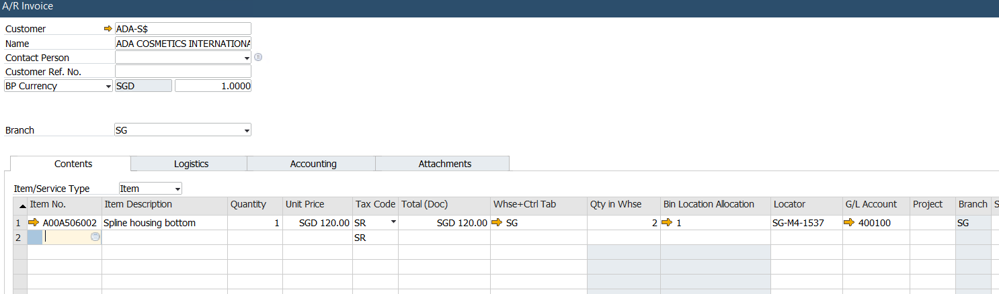 A/R Invoice
Customer ADA-S$
Name ADA COSMETICS INTERNATIONA
Contact Person
Customer Ref. No.
BP Currency SGD 1.0000
Branch SG
Contents Logistics Accounting Attachments
Item/Service Type Item
Item No. Item Description Quantity Unit Price Tax Code Total (Doc) Whse+Ctrl Tab Qty in Whse Bin Location Allocation Locator G/L Account Project Branch S
1 A00A506002 Spline housing bottom 1 SGD 120.00 SR SGD 120.00 SG 2 1 SG-M4-1537 400100 SG
2 SR